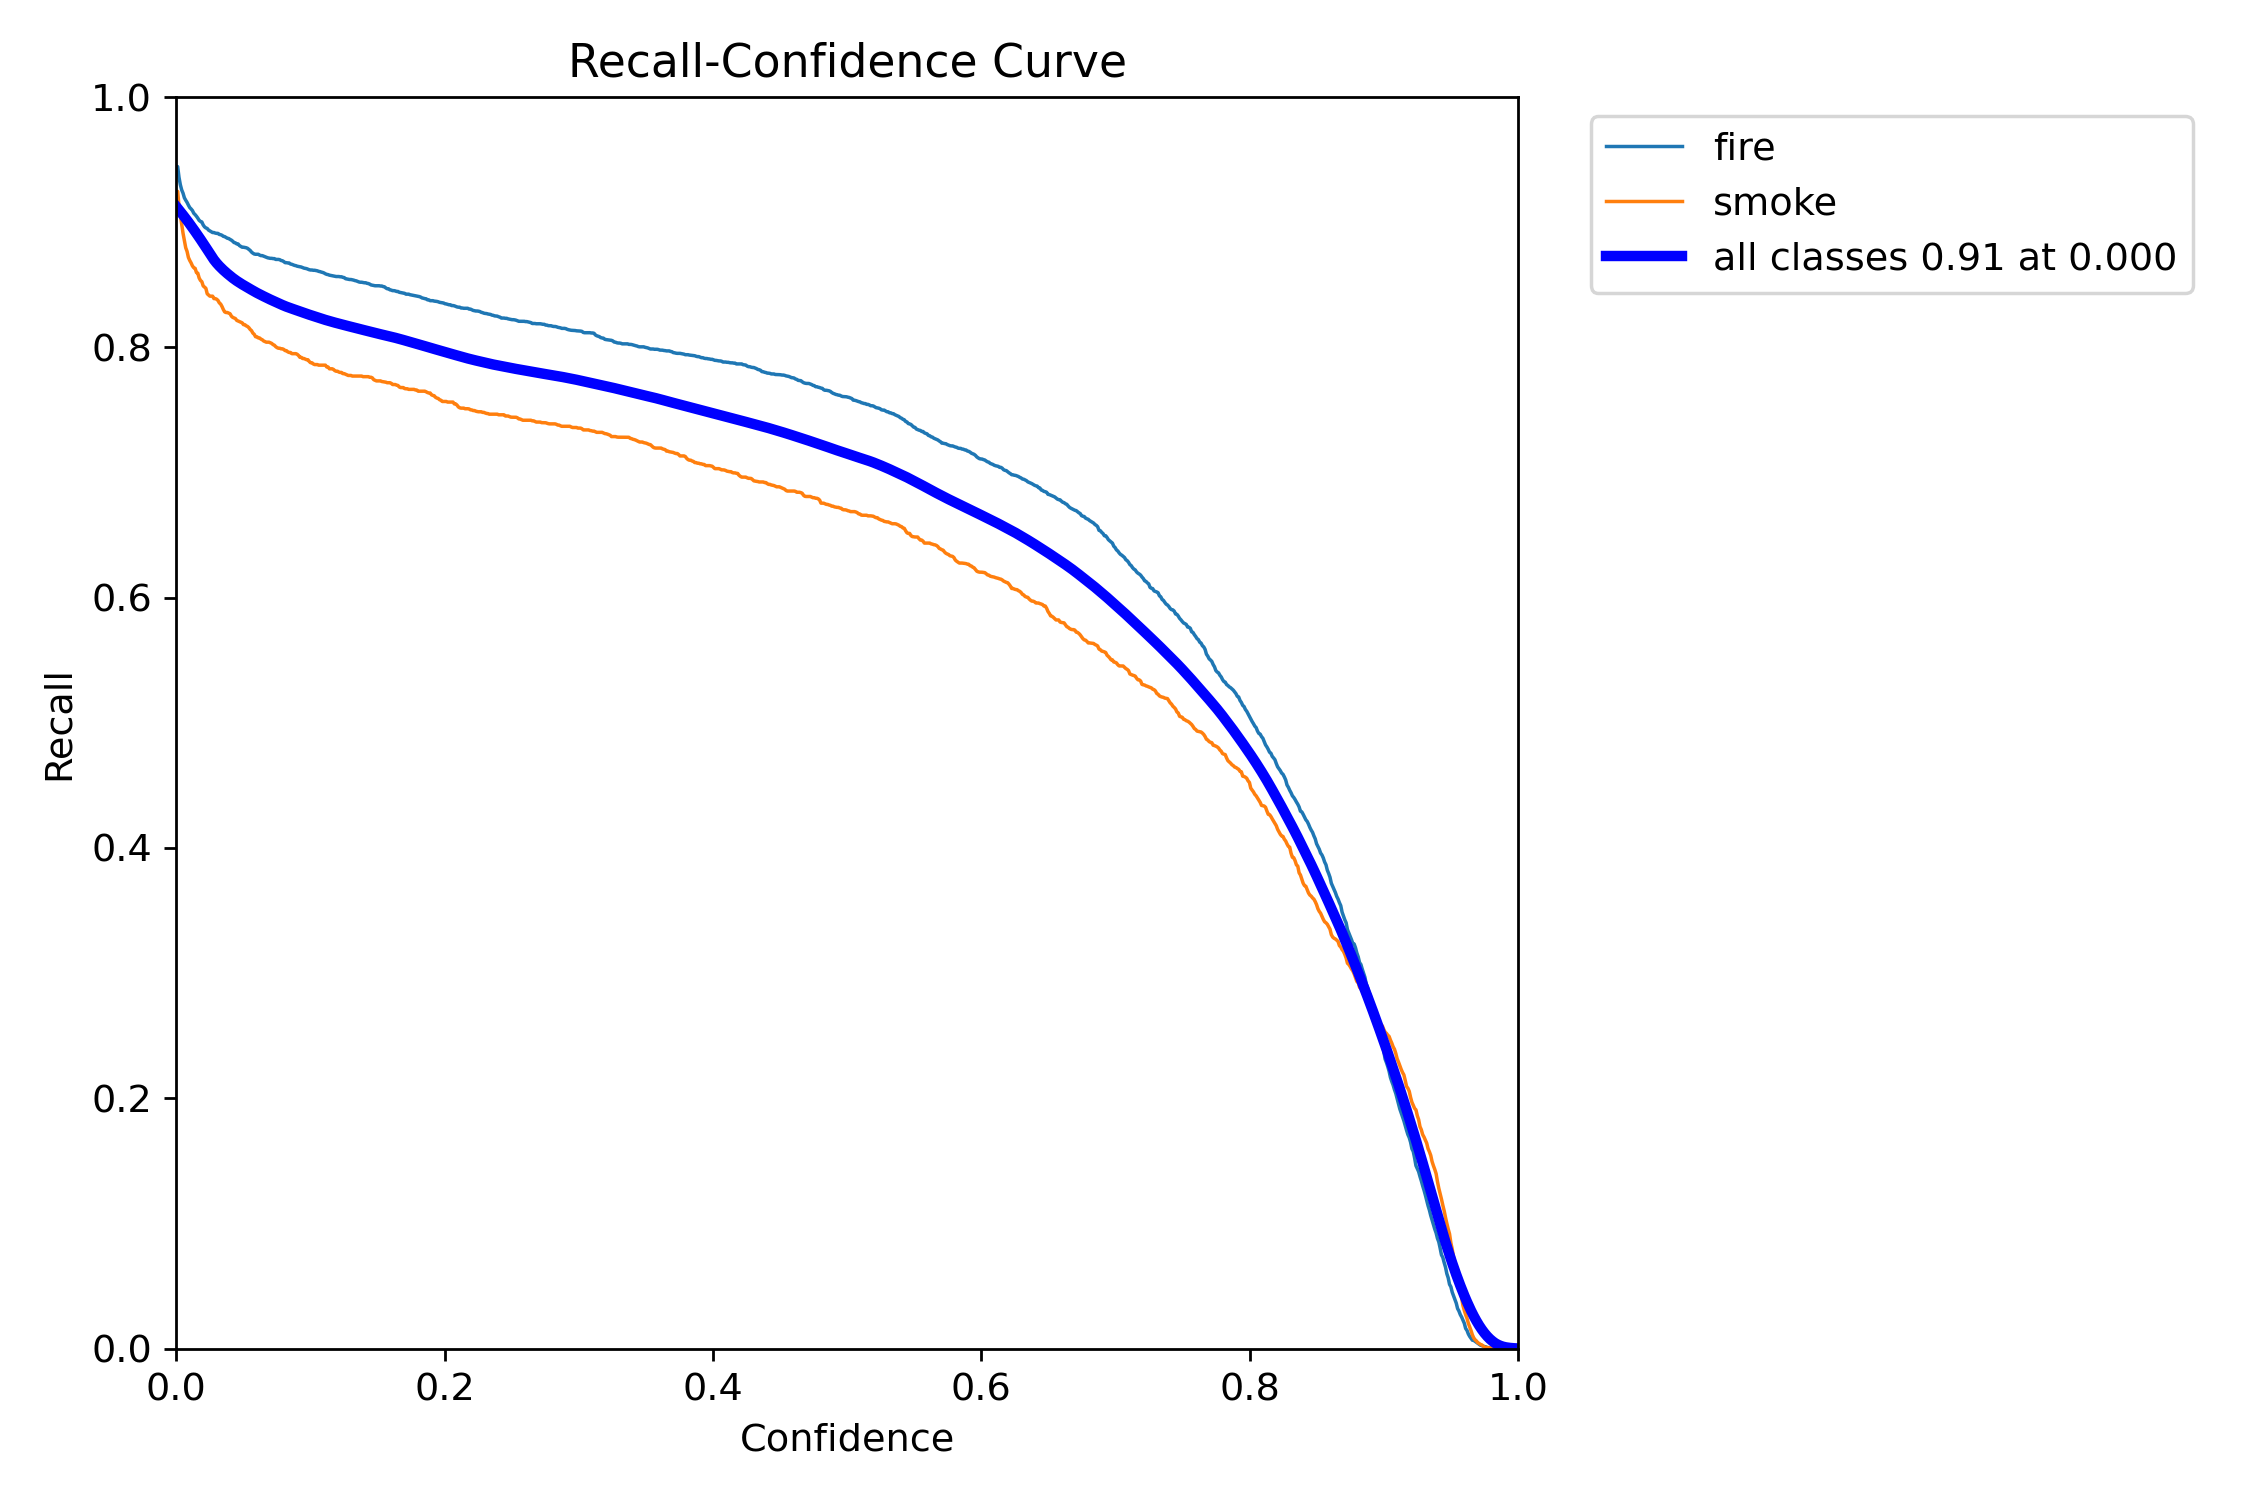 Recall-Confidence Curve
1.0
0.8
0.6
0.4
0.2
0.0
Recall
0.0 0.2 0.4 0.6 0.8 1.0
Confidence
fire
smoke
all classes 0.91 at 0.000